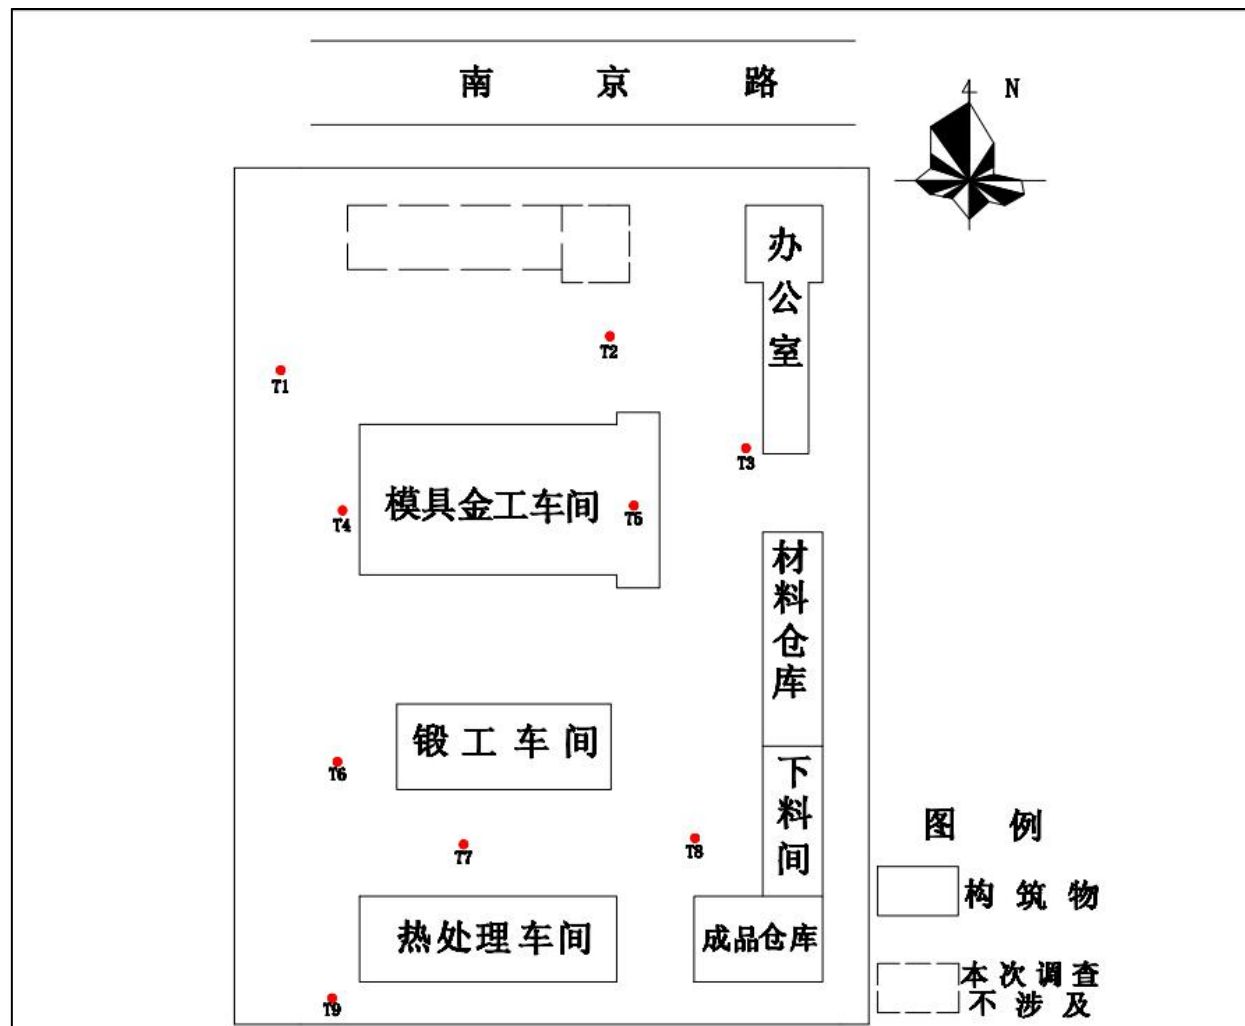 南京路
N
办公室
T2
T1
T3
模具金工车间
T5
T4
材料仓库
锻工车间
下料间
T6
图例
T8
T7
构筑物
热处理车间
成品仓库
本次调查
不涉及
T9